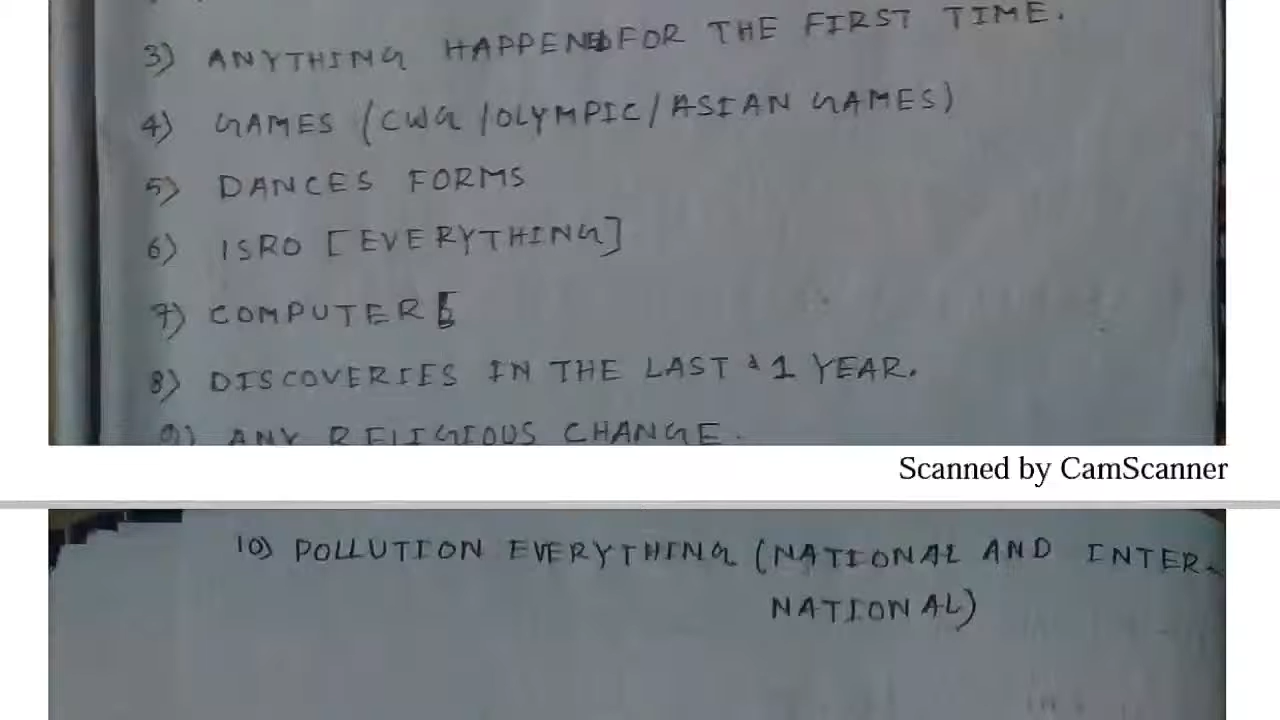 3) ANYTHING HAPPENED FOR THE FIRST TIME.
4) GAMES (CWG /OLYMPIC/ASIAN GAMES)
5) DANCES FORMS
6) ISRO [EVERYTHING]
7) COMPUTER
8) DISCOVERIES IN THE LAST 1 YEAR.
9) ANY RELIGIOUS CHANGE.
Scanned by CamScanner
10) POLLUTION EVERYTHING (NATIONAL AND INTER-
NATIONAL)